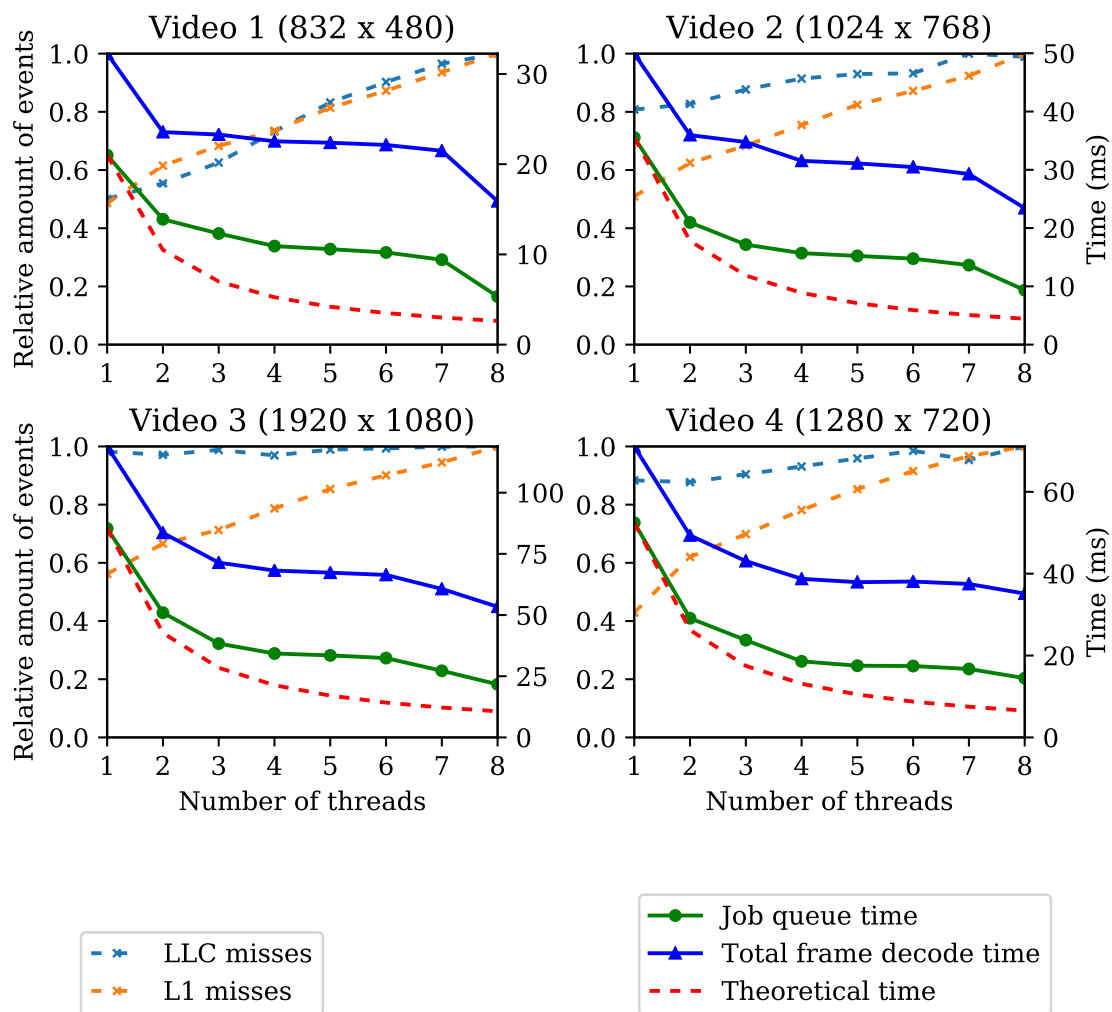 Video 1 (832 x 480)
Video 2 (1024 x 768)
Relative amount of events
1.0
0.8
0.6
0.4
0.2
0.0
30
20
10
0
1 2 3 4 5 6 7 8
1.0
0.8
0.6
0.4
0.2
0.0
50
40
30
20
10
0
Time (ms)
1 2 3 4 5 6 7 8
Video 3 (1920 x 1080)
Video 4 (1280 x 720)
Relative amount of events
1.0
0.8
0.6
0.4
0.2
0.0
100
75
50
25
0
1 2 3 4 5 6 7 8
Number of threads
1.0
0.8
0.6
0.4
0.2
0.0
60
40
20
0
Time (ms)
1 2 3 4 5 6 7 8
Number of threads
LLC misses
L1 misses
Job queue time
Total frame decode time
Theoretical time